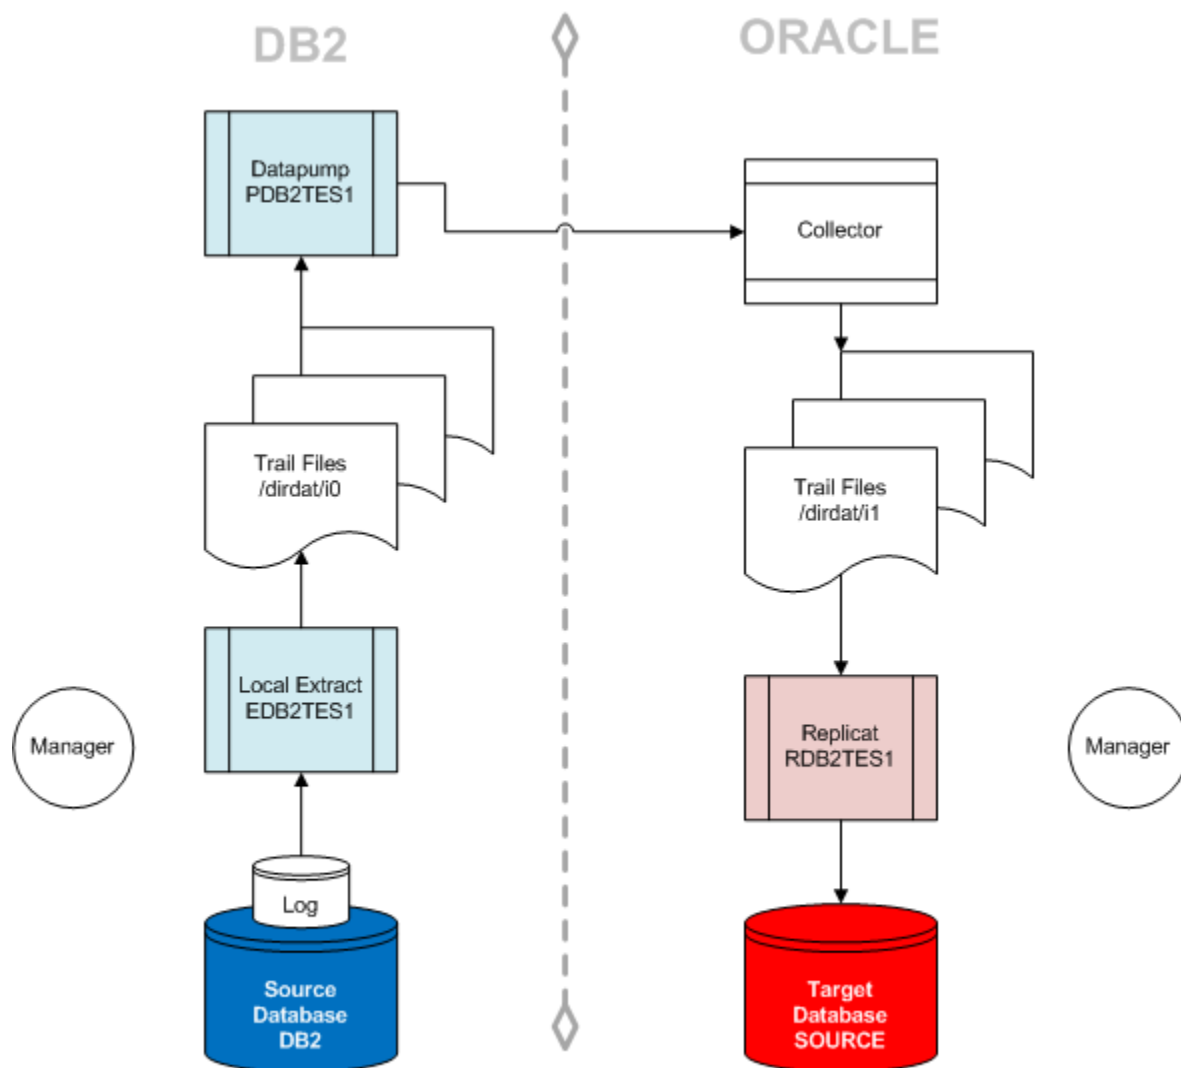 DB2
ORACLE
Datapump
PDB2TES1
Collector
Trail Files
/dirdat/i0
Trail Files
/dirdat/i1
Local Extract
EDB2TES1
Manager
Replicat
RDB2TES1
Manager
Log
Source
Database
DB2
Target
Database
SOURCE